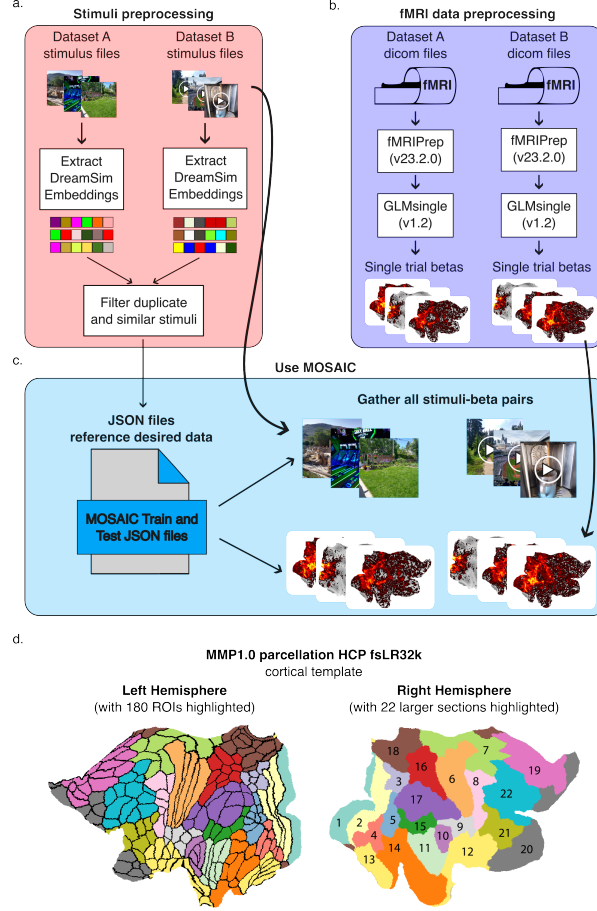 a.
Stimuli preprocessing
Dataset A
stimulus files
Dataset B
stimulus files
Extract
DreamSim
Embeddings
Extract
DreamSim
Embeddings
Filter duplicate
and similar stimuli
b.
fMRI data preprocessing
Dataset A
dicom files
Dataset B
dicom files
fMRI
fMRI
fMRIPrep
(v23.2.0)
fMRIPrep
(v23.2.0)
GLMsingle
(v1.2)
GLMsingle
(v1.2)
Single trial betas
Single trial betas
c.
Use MOSAIC
JSON files
reference desired data
MOSAIC Train and
Test JSON files
Gather all stimuli-beta pairs
d.
MMP1.0 parcellation HCP fsLR32k
cortical template
Left Hemisphere
(with 180 ROIs highlighted)
Right Hemisphere
(with 22 larger sections highlighted)
18
7
16
6
19
3
8
22
17
1
2
5
15
9
4
10
21
14
11
12
20
13